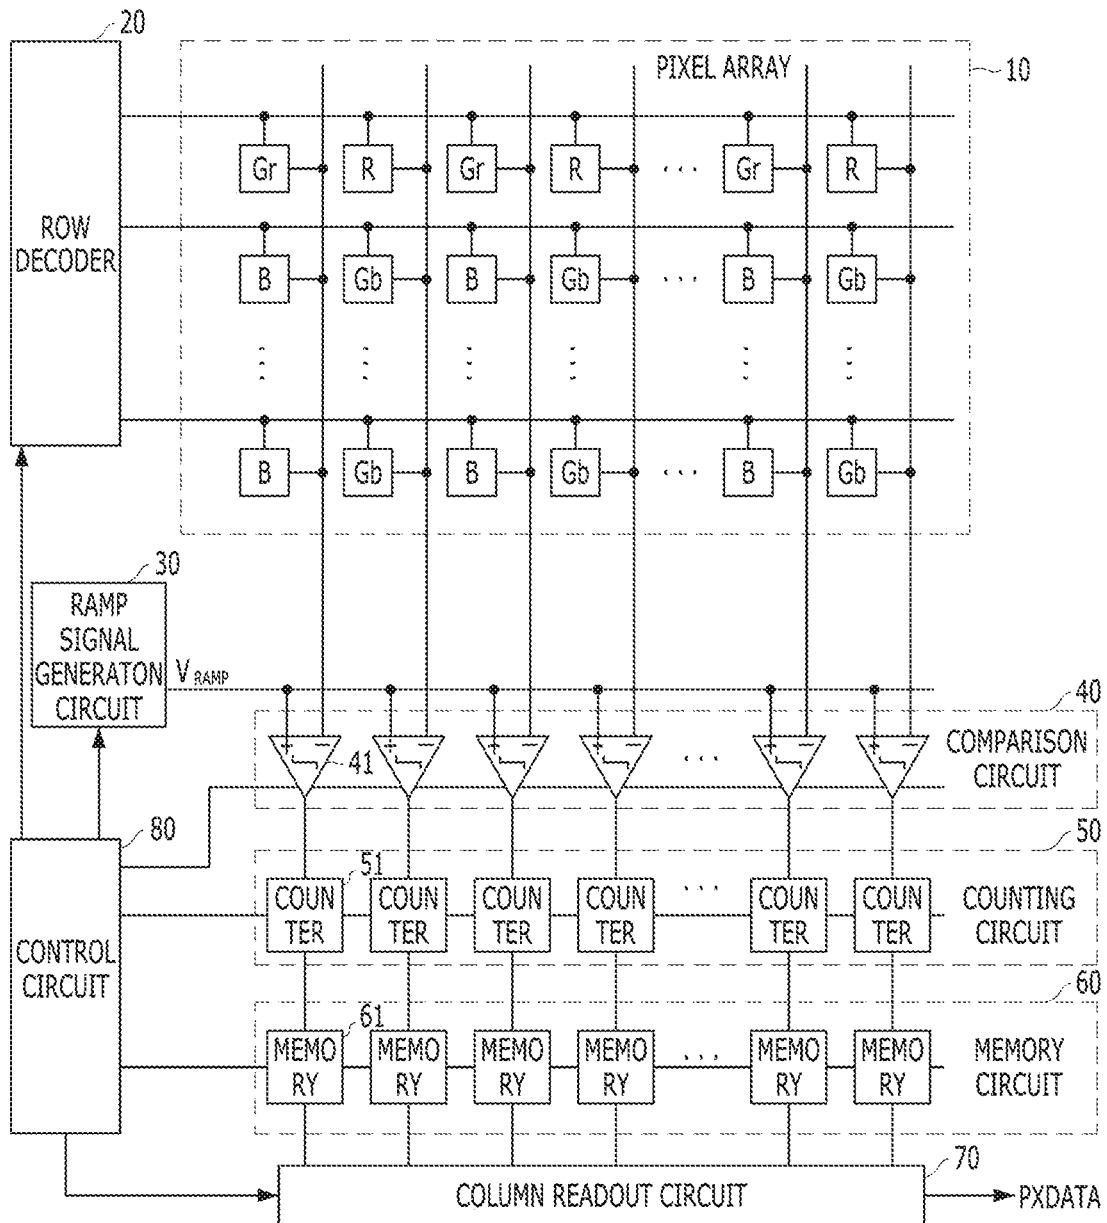 20
PIXEL ARRAY
10
Gr R Gr R ... Gr R
ROW
DECODER
B Gb B Gb ... B Gb
B Gb B Gb ... B Gb
30
RAMP
SIGNAL
GENERATON
CIRCUIT
VRAMP
40
+ − + − + − + − + − + −
41
...
COMPARISON
CIRCUIT
80
50
51
COUN
TER
COUN
TER
COUN
TER
COUN
TER
...
COUN
TER
COUN
TER
COUNTING
CIRCUIT
CONTROL
CIRCUIT
60
61
MEMO
RY
MEMO
RY
MEMO
RY
MEMO
RY
...
MEMO
RY
MEMO
RY
MEMORY
CIRCUIT
70
COLUMN READOUT CIRCUIT
PXDATA